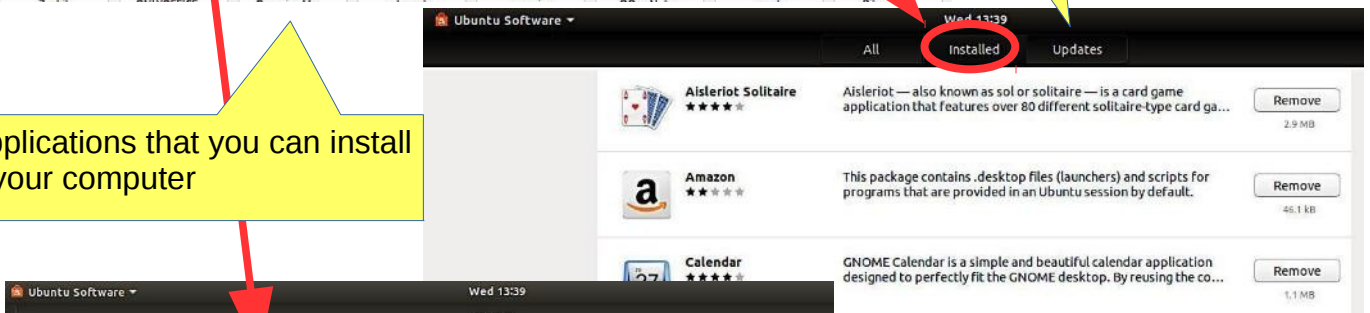 Ubuntu Software
Wed 13:39
All Installed Updates
Aisleriot Solitaire
Aisleriot — also known as sol or solitaire — is a card game
application that features over 80 different solitaire-type card ga...
Remove
2.9 MB
pplications that you can install
your computer
Amazon
This package contains .desktop files (launchers) and scripts for
programs that are provided in an Ubuntu session by default.
Remove
46.1 kB
Calendar
GNOME Calendar is a simple and beautiful calendar application
designed to perfectly fit the GNOME desktop. By reusing the co...
Remove
1.1 MB
27
Ubuntu Software
Wed 13:39